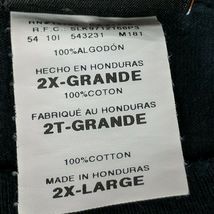 R.F.C.: SLK9712166P3
54 10I 543231 M181
100%ALGODÓN
HECHO EN HONDURAS
2X-GRANDE
100%COTON
FABRIQUÉ AU HONDURAS
2T-GRANDE
100%COTTON
MADE IN HONDURAS
2X-LARGE